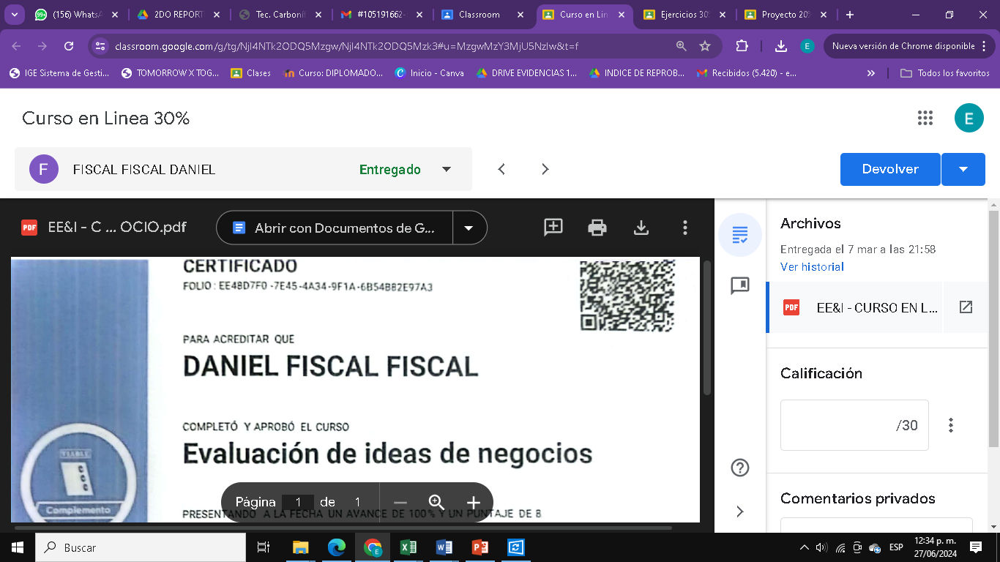 (156) WhatsA
2DO REPORT
Tec. Carboníf
#105191662-
Classroom
Curso en Lin
Ejercicios 30%
Proyecto 20%
classroom.google.com/g/tg/NjI4NTk2ODQ5Mzgw/NjI4NTk2ODQ5Mzk3#u=MzgwMzY3MjU5NzIw&t=f
E
Nueva versión de Chrome disponible
IGE Sistema de Gesti...
TOMORROW X TOG...
Clases
Curso: DIPLOMADO...
Inicio - Canva
DRIVE EVIDENCIAS 1...
INDICE DE REPROB...
Recibidos (5.420) - e...
Todos los favoritos
Curso en Linea 30%
E
F
FISCAL FISCAL DANIEL
Entregado
Devolver
PDF
EE&I - C ... OCIO.pdf
Abrir con Documentos de G...
CERTIFICADO
FOLIO : EE48D7F0 -7E45-4A34-9F1A-6B54B82E97A3
PARA ACREDITAR QUE
DANIEL FISCAL FISCAL
COMPLETÓ Y APROBÓ EL CURSO
Evaluación de ideas de negocios
PRESENTANDO A LA FECHA UN AVANCE DE 100% Y UN PUNTAJE DE 8
Complemento
Página 1 de 1
Archivos
Entregada el 7 mar a las 21:58
Ver historial
PDF
EE&I - CURSO EN L...
Calificación
/30
Comentarios privados
Buscar
ESP
12:34 p. m.
27/06/2024